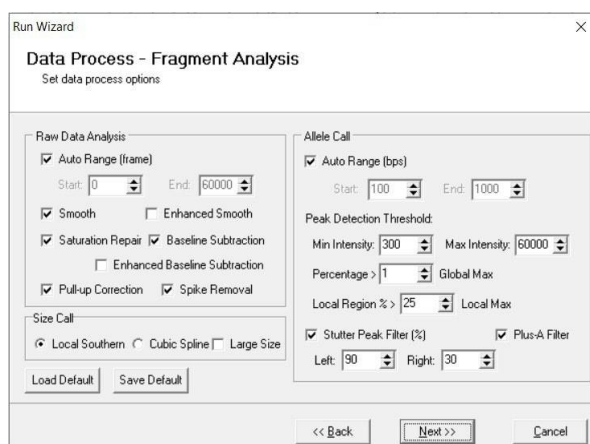 Run Wizard
Data Process - Fragment Analysis
Set data process options
Raw Data Analysis
Auto Range (frame)
Start: 0 End: 60000
Smooth Enhanced Smooth
Saturation Repair Baseline Subtraction
Enhanced Baseline Subtraction
Pull-up Correction Spike Removal
Size Call
Local Southern Cubic Spline Large Size
Load Default Save Default
Allele Call
Auto Range (bps)
Start: 100 End: 1000
Peak Detection Threshold:
Min Intensity: 300 Max Intensity: 60000
Percentage > 1 Global Max
Local Region % > 25 Local Max
Stutter Peak Filter (%) Plus-A Filter
Left: 90 Right: 30
<< Back Next >> Cancel